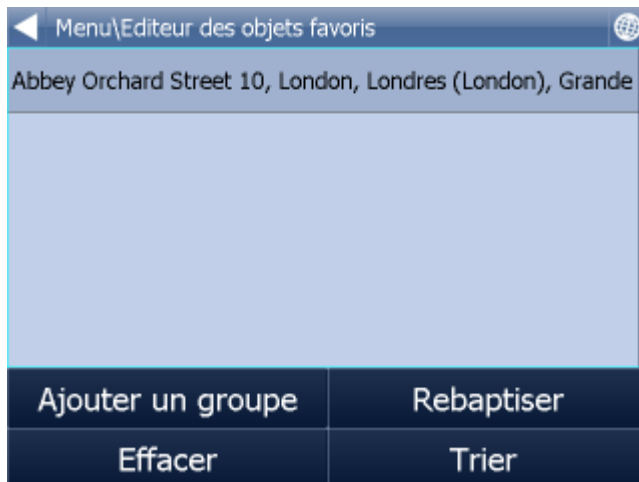 Menu\Editeur des objets favoris
Abbey Orchard Street 10, London, Londres (London), Grande
Ajouter un groupe
Rebaptiser
Effacer
Trier